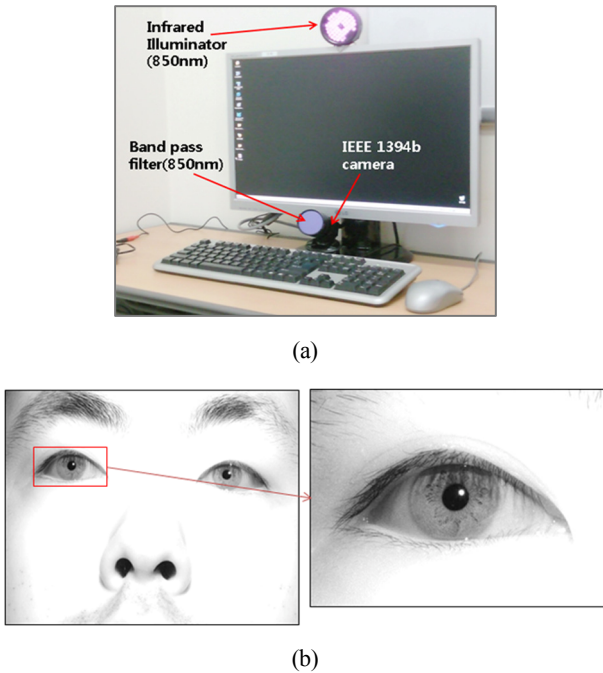 Infrared
Illuminator
(850nm)
Band pass
filter(850nm)
IEEE 1394b
camera
(a)
(b)